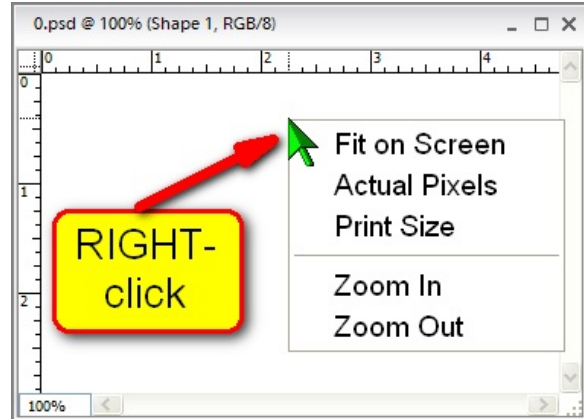 0.psd @ 100% (Shape 1, RGB/8)
0 1 2 3 4
0
1
2
RIGHT-
click
Fit on Screen
Actual Pixels
Print Size
Zoom In
Zoom Out
100%